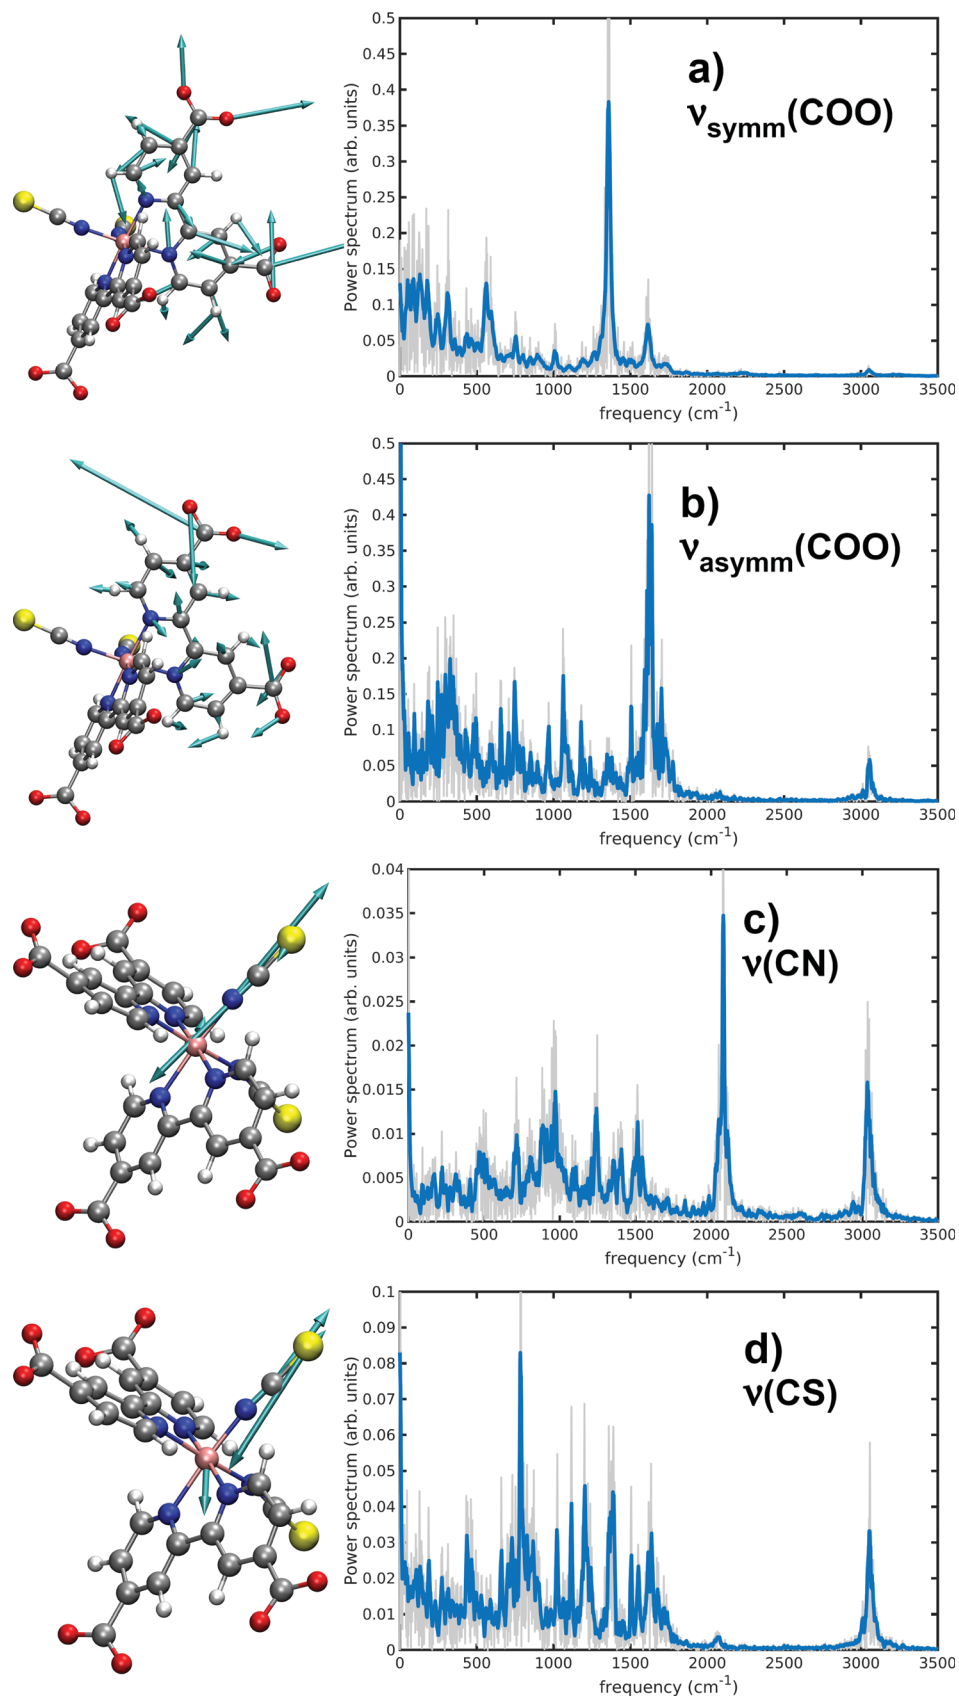 a)
νsymm(COO)
Power spectrum (arb. units)
0.5
0.45
0.4
0.35
0.3
0.25
0.2
0.15
0.1
0.05
0
0 500 1000 1500 2000 2500 3000 3500
frequency (cm-1)
b)
νasymm(COO)
Power spectrum (arb. units)
0.5
0.45
0.4
0.35
0.3
0.25
0.2
0.15
0.1
0.05
0
0 500 1000 1500 2000 2500 3000 3500
frequency (cm-1)
c)
ν(CN)
Power spectrum (arb. units)
0.04
0.035
0.03
0.025
0.02
0.015
0.01
0.005
0
0 500 1000 1500 2000 2500 3000 3500
frequency (cm-1)
d)
ν(CS)
Power spectrum (arb. units)
0.1
0.09
0.08
0.07
0.06
0.05
0.04
0.03
0.02
0.01
0
0 500 1000 1500 2000 2500 3000 3500
frequency (cm-1)